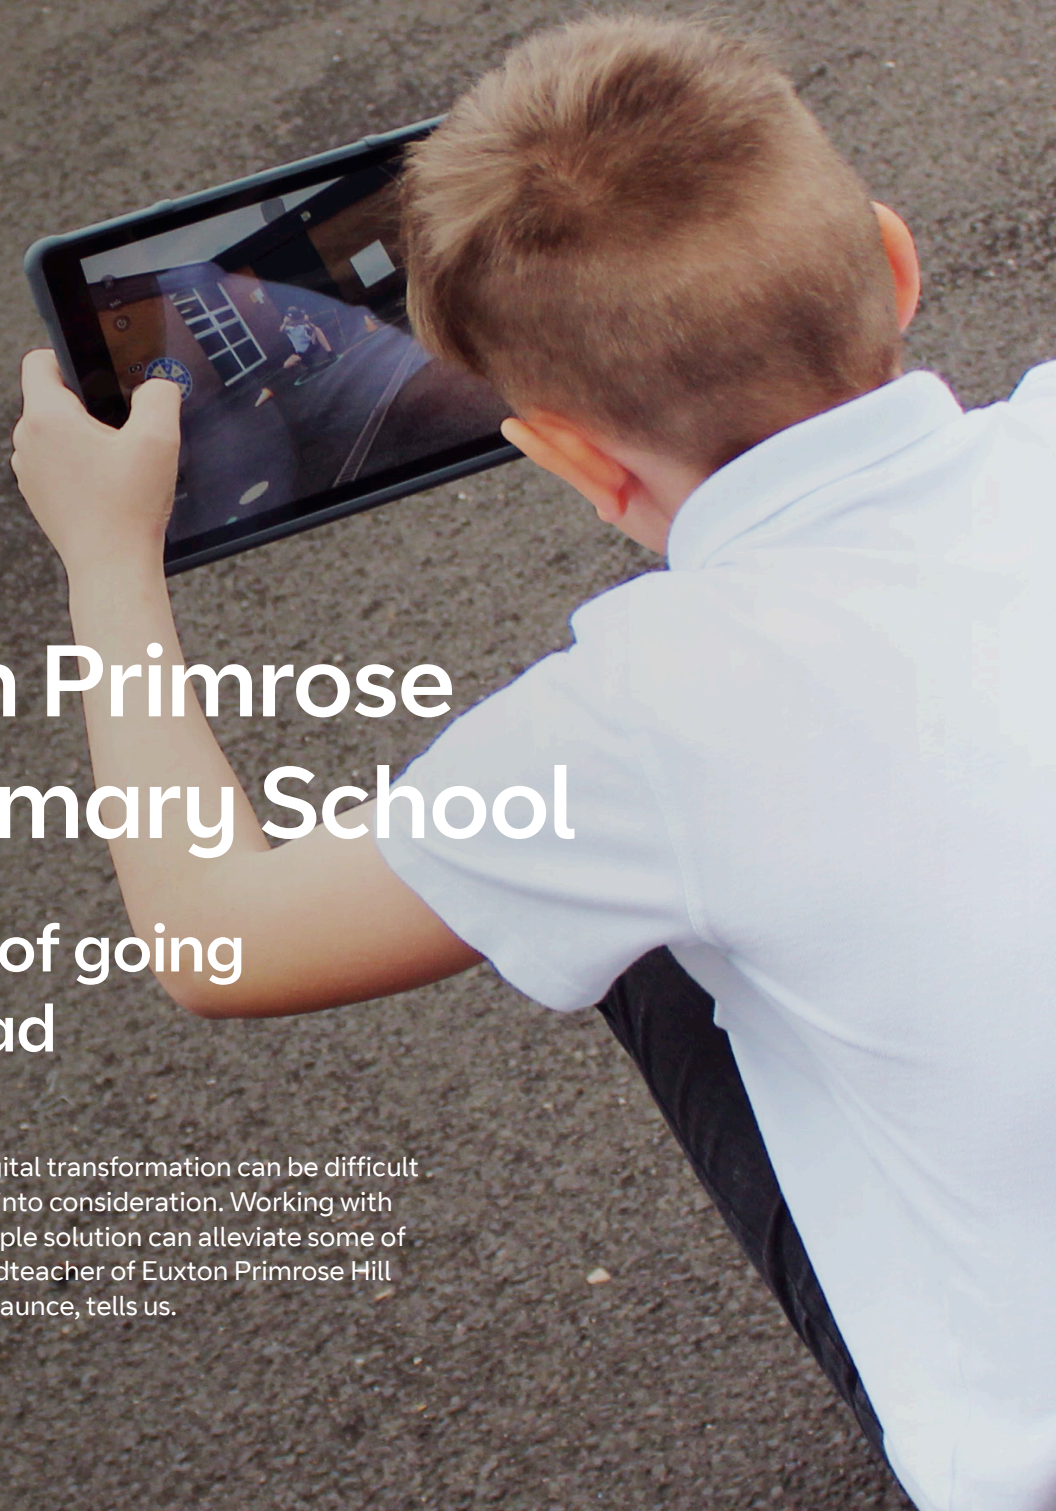 Primrose
mary School
of going
ad
ital transformation can be difficult
into consideration. Working with
ple solution can alleviate some of
dteacher of Euxton Primrose Hill
aunce, tells us.